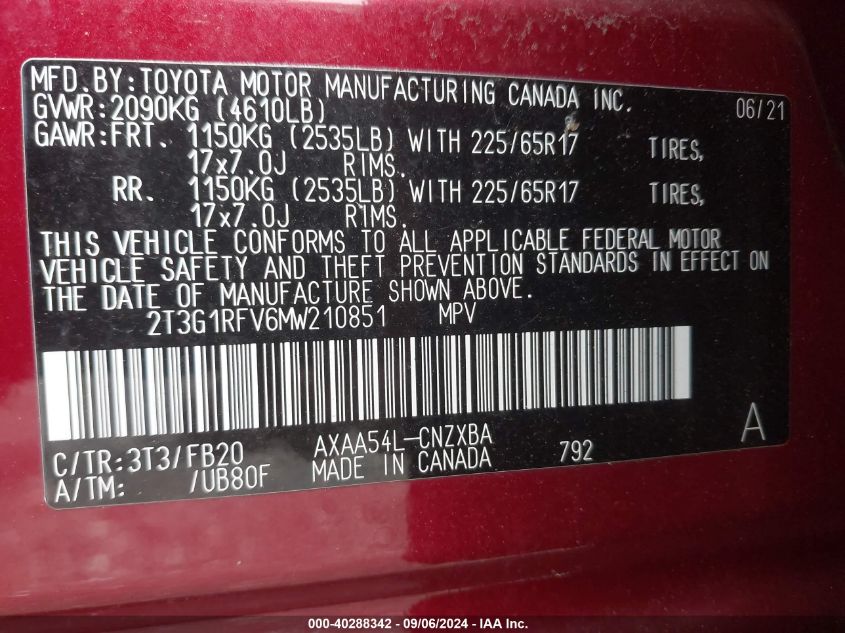 MFD.BY:TOYOTA MOTOR MANUFACTURING CANADA INC. 06/21
GVWR:2090KG (4610LB)
GAWR:FRT. 1150KG (2535LB) WITH 225/65R17 TIRES,
17x7.0J RIMS.
RR. 1150KG (2535LB) WITH 225/65R17 TIRES,
17x7.0J RIMS.
THIS VEHICLE CONFORMS TO ALL APPLICABLE FEDERAL MOTOR
VEHICLE SAFETY AND THEFT PREVENTION STANDARDS IN EFFECT ON
THE DATE OF MANUFACTURE SHOWN ABOVE.
2T3G1RFV6MW210851 MPV
C/TR:3T3/FB20 AXAA54L-CNZXBA 792 A
A/TM: /UB80F MADE IN CANADA
000-40288342 - 09/06/2024 - IAA Inc.